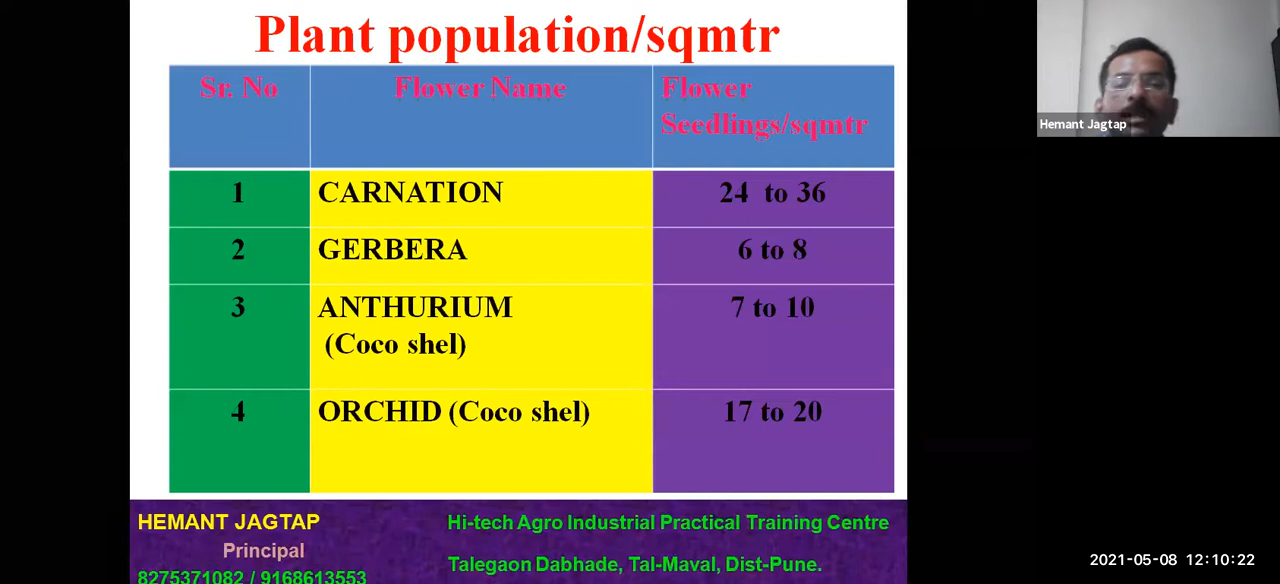 Plant population/sqmtr
Sr. No Flower Name Flower
Seedlings/sqmtr
1 CARNATION 24 to 36
2 GERBERA 6 to 8
3 ANTHURIUM 7 to 10
(Coco shel)
4 ORCHID (Coco shel) 17 to 20
HEMANT JAGTAP Hi-tech Agro Industrial Practical Training Centre
Principal
Talegaon Dabhade, Tal-Maval, Dist-Pune.
8275371082 / 9168613553
Hemant Jagtap
2021-05-08 12:10:22